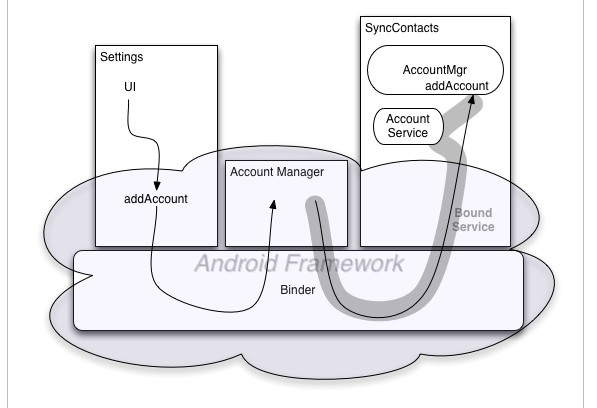 SyncContacts
Settings
AccountMgr
addAccount
UI
Account
Service
Account Manager
addAccount
Bound
Service
Android Framework
Binder